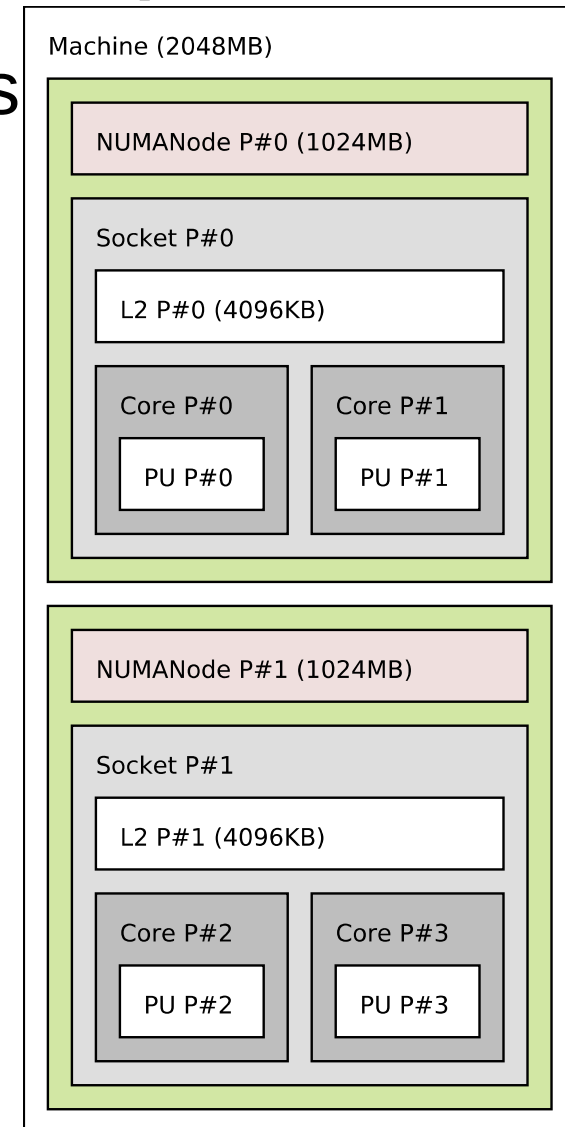 Machine (2048MB)
s
NUMANode P#0 (1024MB)
Socket P#0
L2 P#0 (4096KB)
Core P#0 Core P#1
PU P#0 PU P#1
NUMANode P#1 (1024MB)
Socket P#1
L2 P#1 (4096KB)
Core P#2 Core P#3
PU P#2 PU P#3